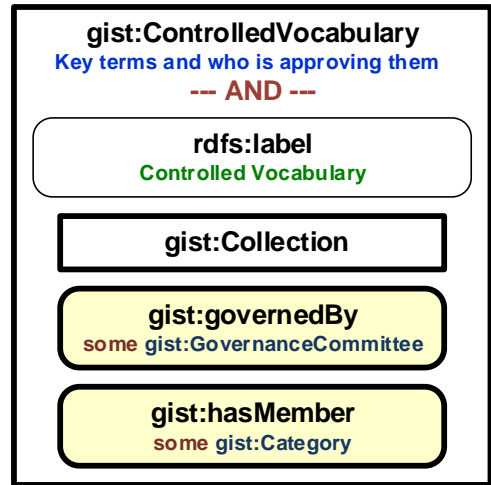 gist:ControlledVocabulary
Key terms and who is approving them
--- AND ---
rdfs:label
Controlled Vocabulary
gist:Collection
gist:governedBy
some gist:GovernanceCommittee
gist:hasMember
some gist:Category